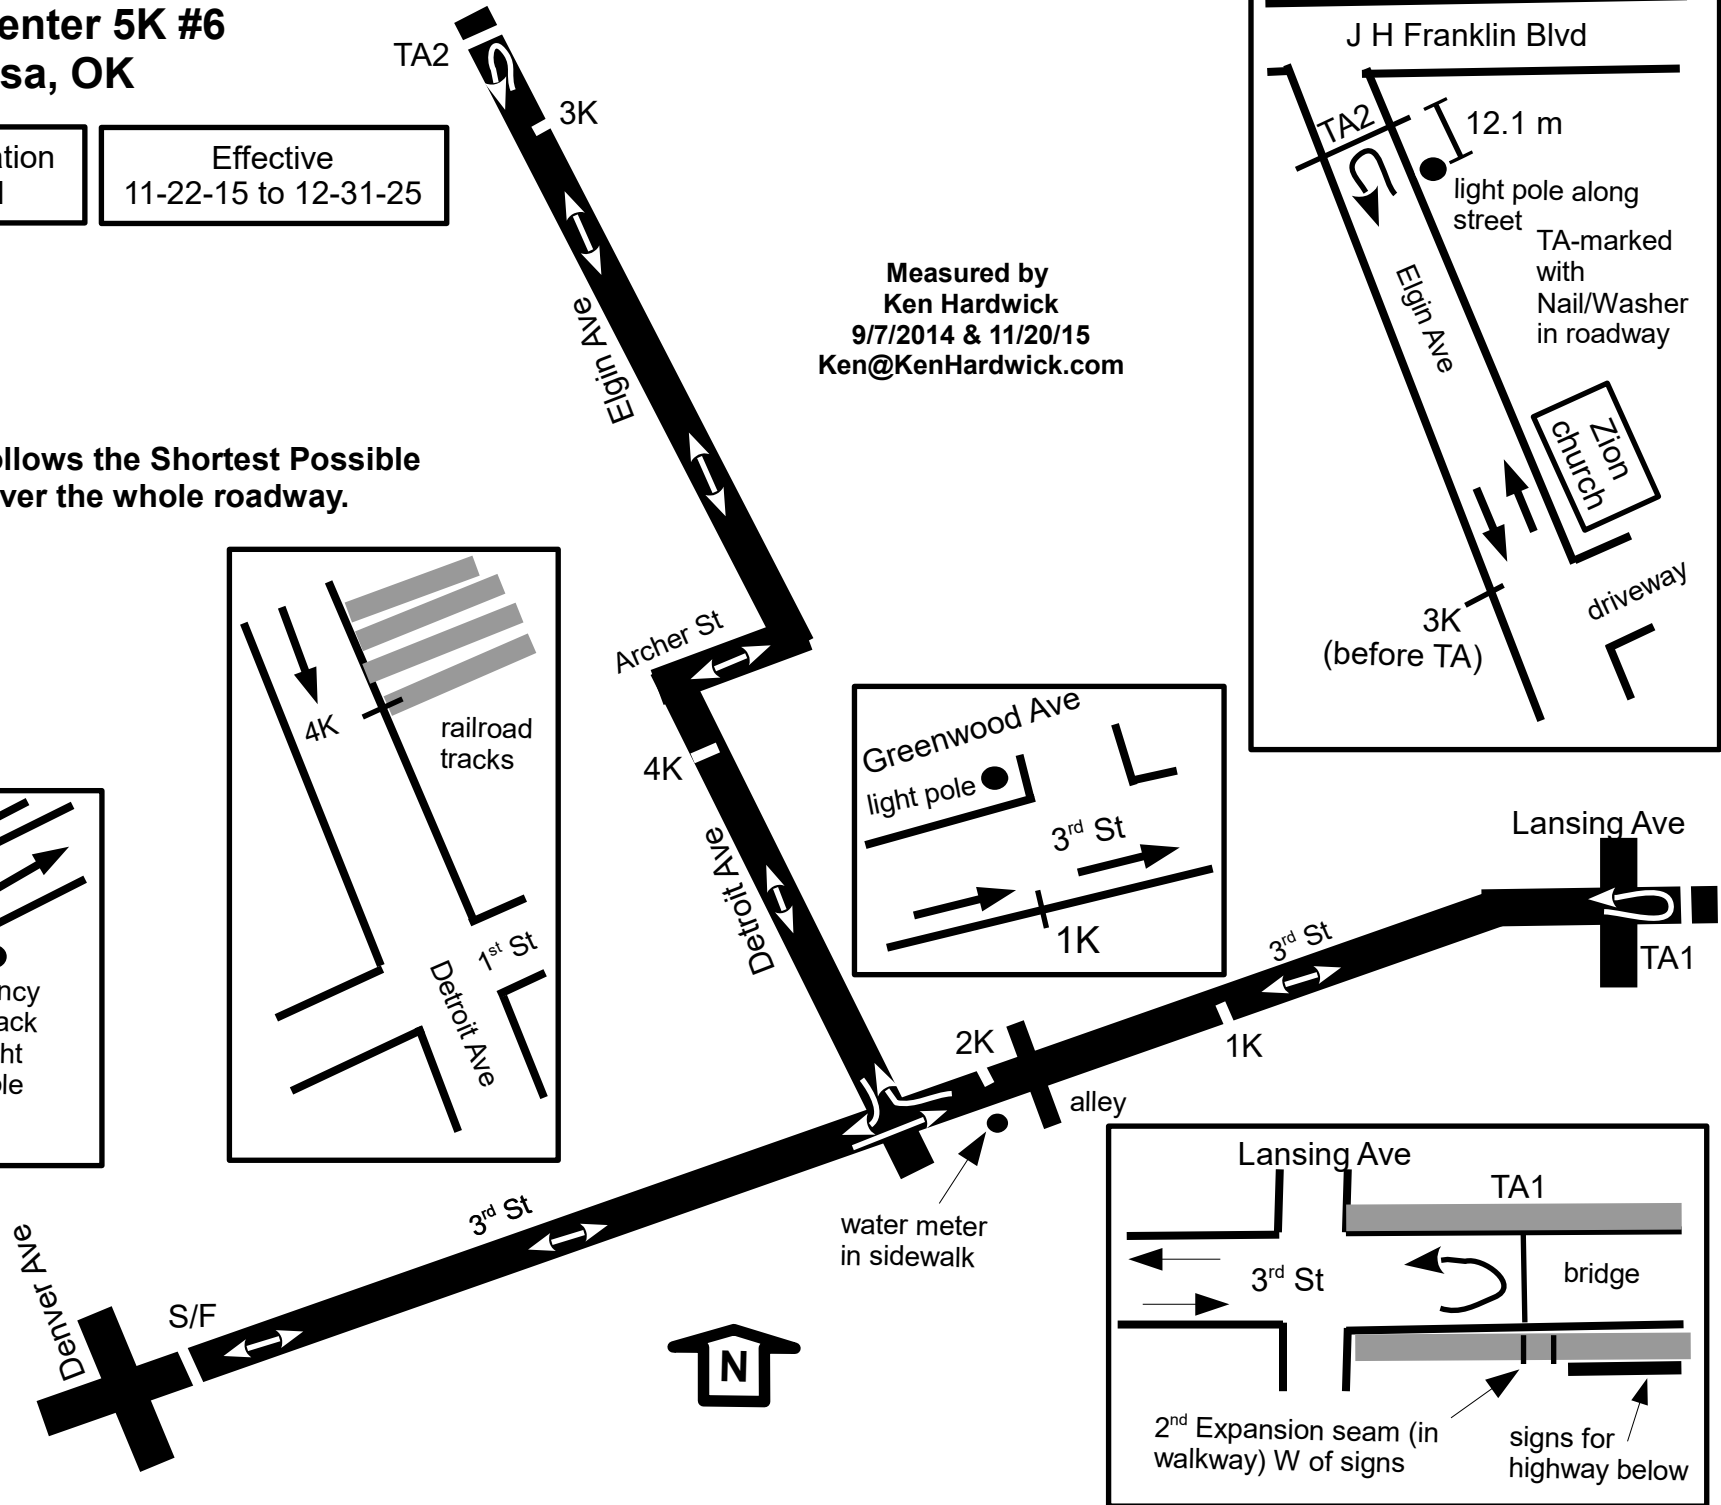 enter 5K #6
sa, OK
Effective
11-22-15 to 12-31-25
TA2
3K
Elgin Ave
Measured by
Ken Hardwick
9/7/2014 & 11/20/15
Ken@KenHardwick.com
J H Franklin Blvd
TA2
12.1 m
light pole along
street
TA-marked
with
Nail/Washer
in roadway
Elgin Ave
Zion
church
driveway
3K
(before TA)
llows the Shortest Possible
ver the whole roadway.
4K
railroad
tracks
1st St
Detroit Ave
Archer St
4K
Detroit Ave
Greenwood Ave
light pole
3rd St
1K
Lansing Ave
TA1
3rd St
1K
2K
alley
water meter
in sidewalk
ncy
ack
ht
le
3rd St
Denver Ave
S/F
N
Lansing Ave
TA1
3rd St
bridge
2nd Expansion seam (in
walkway) W of signs
signs for
highway below